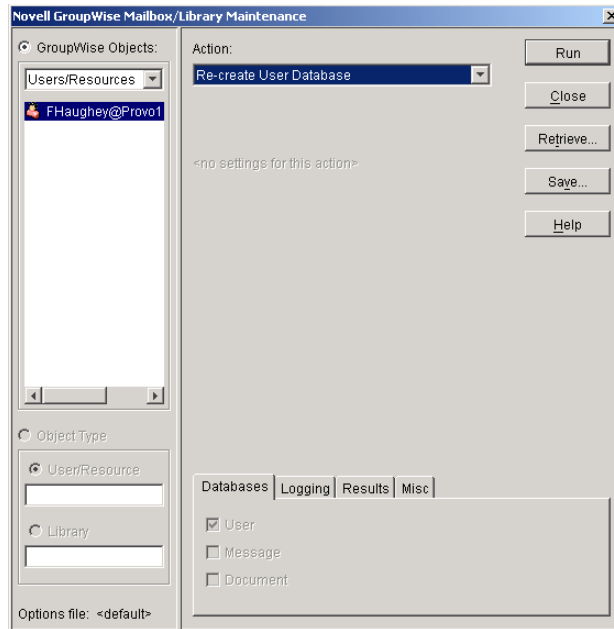 Novell GroupWise Mailbox/Library Maintenance
GroupWise Objects:
Users/Resources
FHaughey@Provo1
Object Type
User/Resource
Library
Options file: <default>
Action:
Re-create User Database
<no settings for this action>
Databases
Logging
Results
Misc
User
Message
Document
Run
Close
Retrieve...
Save...
Help